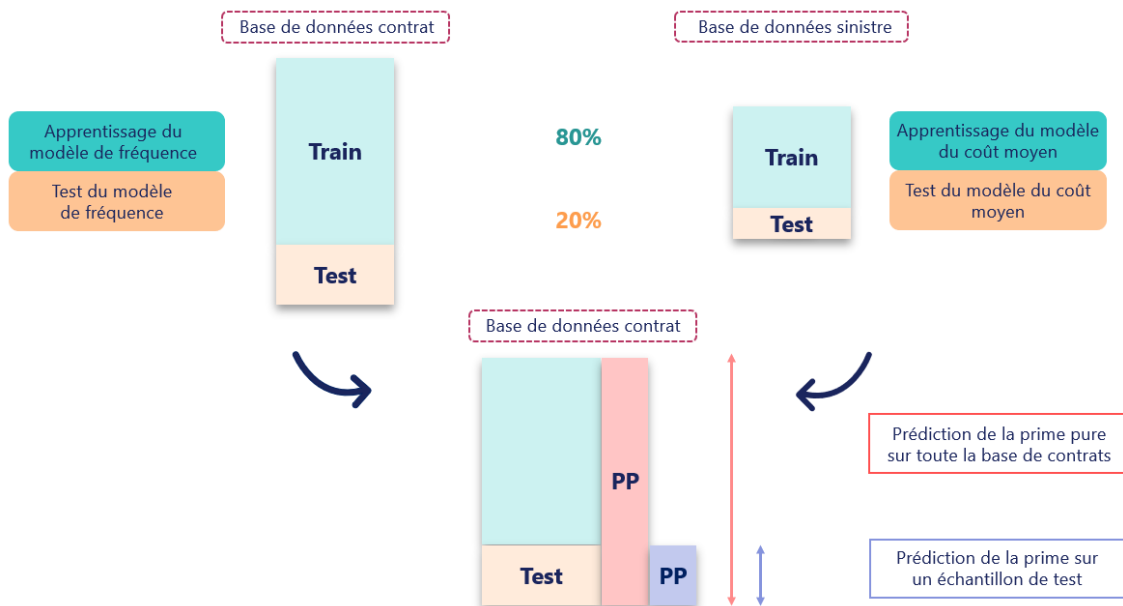 Base de données contrat
Base de données sinistre
Apprentissage du
modèle de fréquence
Test du modèle
de fréquence
Train
Test
80%
20%
Train
Test
Apprentissage du modèle
du coût moyen
Test du modèle du coût
moyen
Base de données contrat
Test
PP
PP
Prédiction de la prime pure
sur toute la base de contrats
Prédiction de la prime sur
un échantillon de test